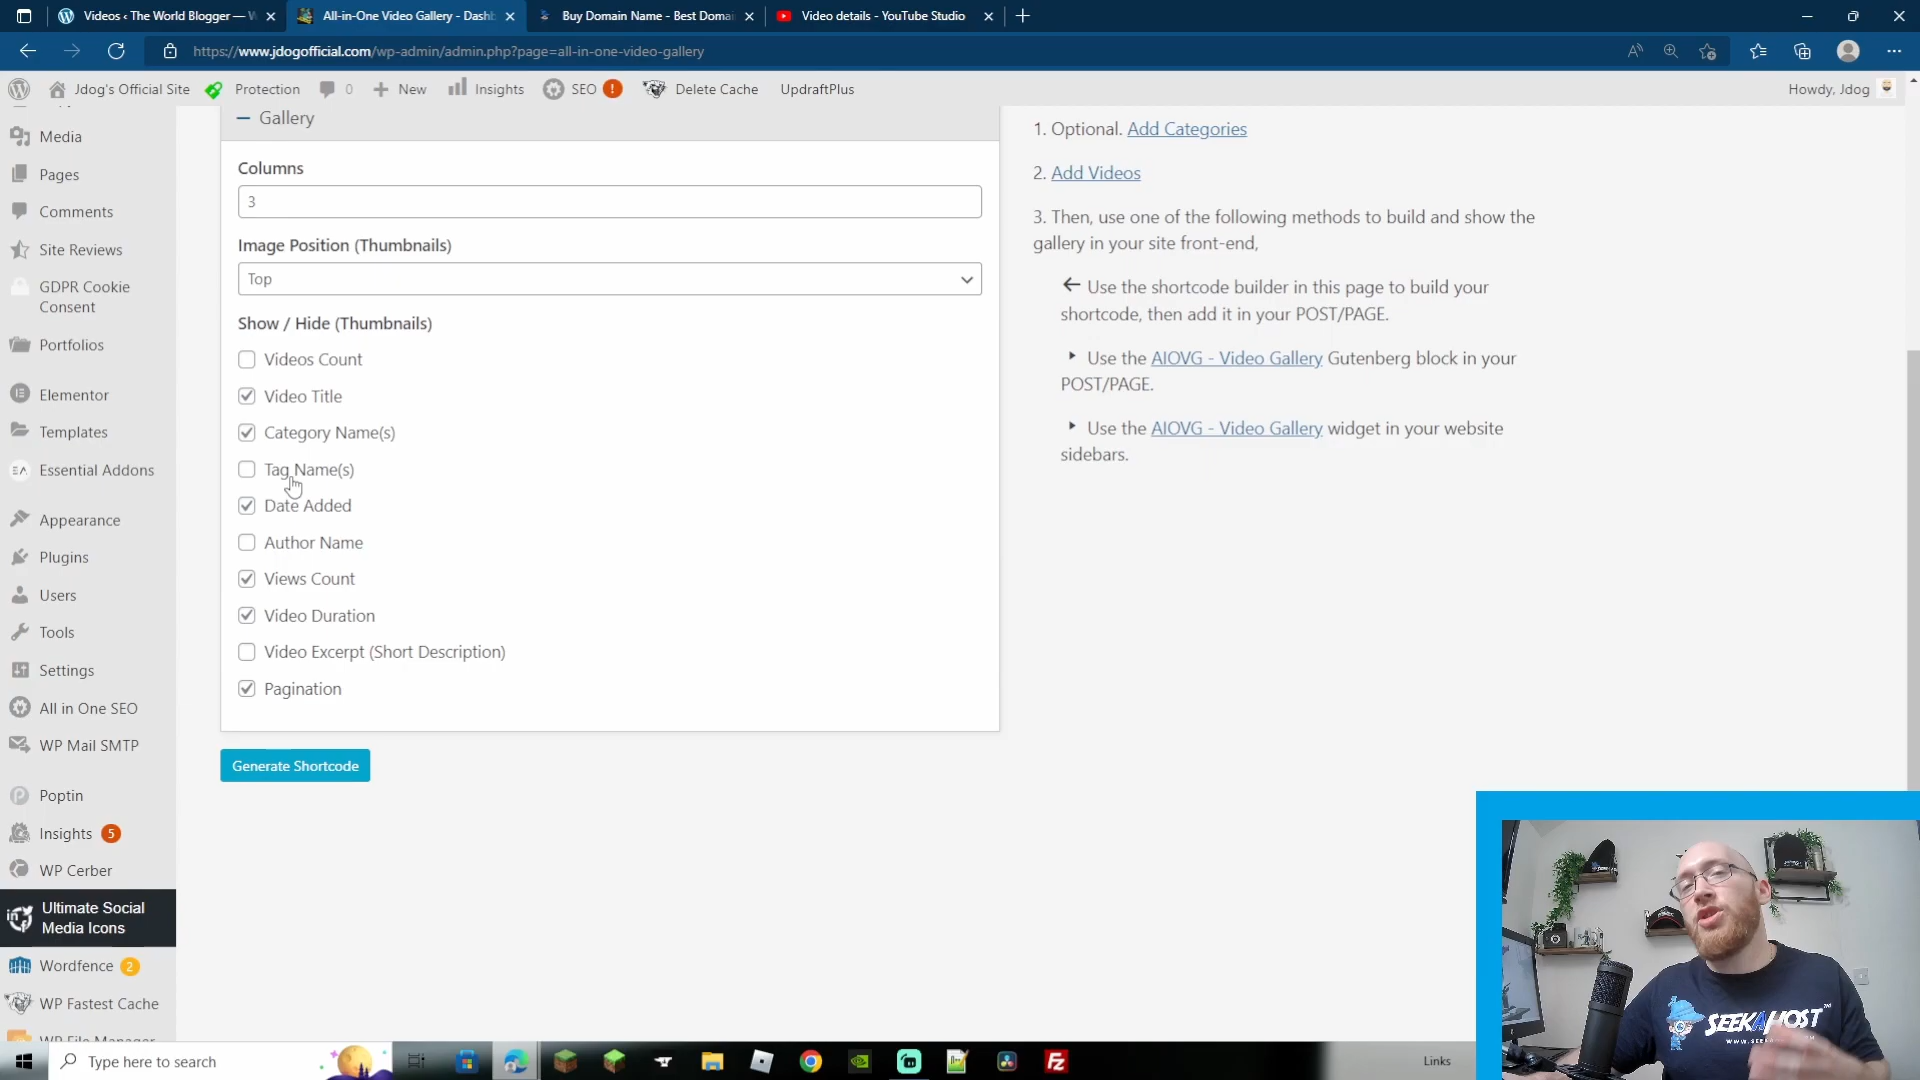 Videos ‹ The World Blogger — W
All-in-One Video Gallery - Dashb
Buy Domain Name - Best Domai
Video details - YouTube Studio
https://www.jdogofficial.com/wp-admin/admin.php?page=all-in-one-video-gallery
Jdog's Official Site
Protection
0
New
Insights
SEO
!
Delete Cache
UpdraftPlus
Howdy, Jdog
Media
Pages
Comments
Site Reviews
GDPR Cookie
Consent
Portfolios
Elementor
Templates
Essential Addons
Appearance
Plugins
Users
Tools
Settings
All in One SEO
WP Mail SMTP
Poptin
Insights 5
WP Cerber
Ultimate Social
Media Icons
Wordfence 2
WP Fastest Cache
WP File Manager
Gallery
Columns
3
Image Position (Thumbnails)
Top
Show / Hide (Thumbnails)
Videos Count
Video Title
Category Name(s)
Tag Name(s)
Date Added
Author Name
Views Count
Video Duration
Video Excerpt (Short Description)
Pagination
Generate Shortcode
1. Optional. Add Categories
2. Add Videos
3. Then, use one of the following methods to build and show the
gallery in your site front-end,
Use the shortcode builder in this page to build your
shortcode, then add it in your POST/PAGE.
Use the AIOVG - Video Gallery Gutenberg block in your
POST/PAGE.
Use the AIOVG - Video Gallery widget in your website
sidebars.
SEEKAHOST
Type here to search
Links